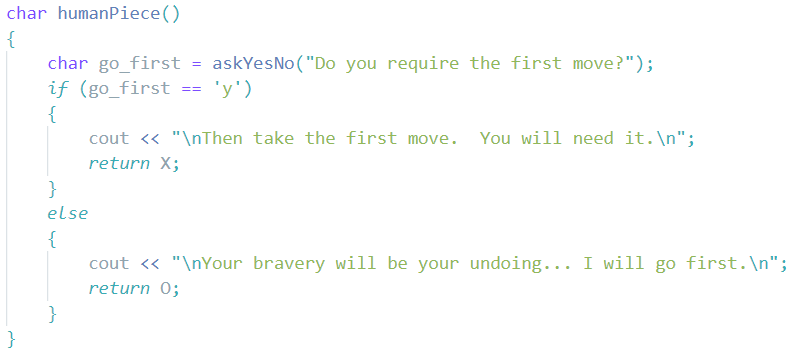 char humanPiece()
{
    char go_first = askYesNo("Do you require the first move?");
    if (go_first == 'y')
    {
        cout << "\nThen take the first move.  You will need it.\n";
        return X;
    }
    else
    {
        cout << "\nYour bravery will be your undoing... I will go first.\n";
        return O;
    }
}